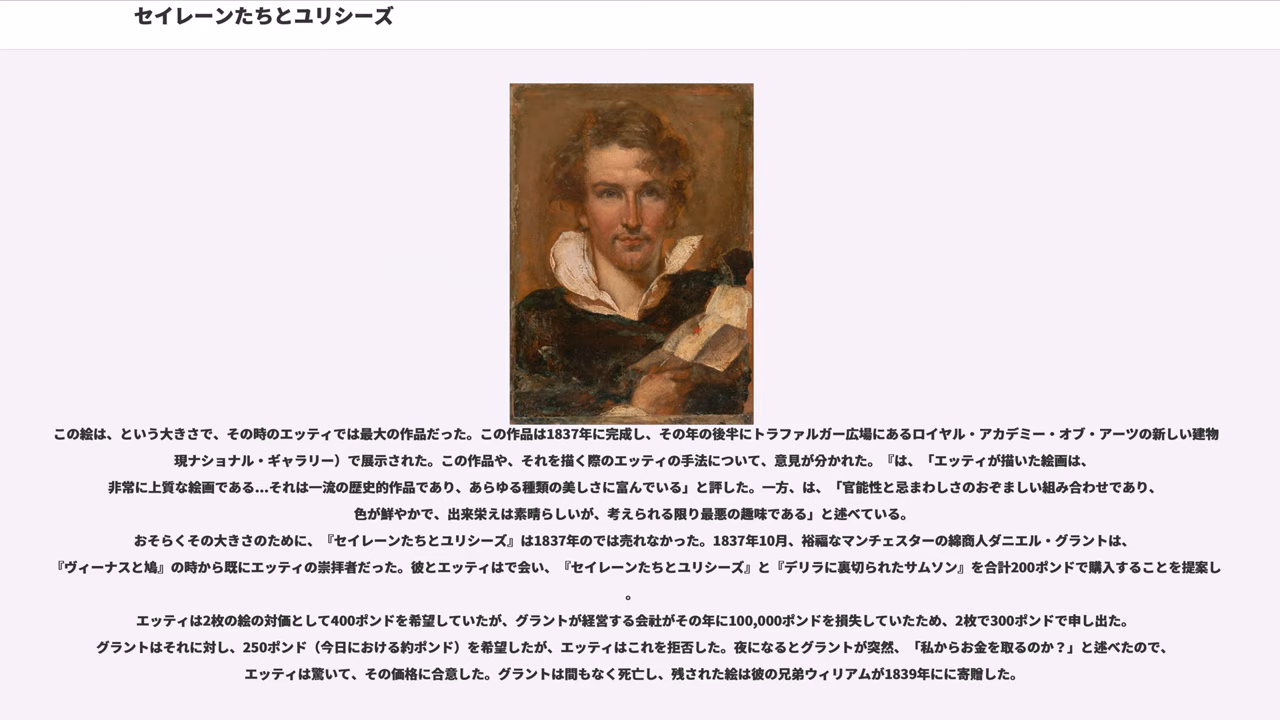 セイレーンたちとユリシーズ
この絵は、という大きさで、その時のエッティでは最大の作品だった。この作品は1837年に完成し、その年の後半にトラファルガー広場にあるロイヤル・アカデミー・オブ・アーツの新しい建物
現ナショナル・ギャラリー）で展示された。この作品や、それを描く際のエッティの手法について、意見が分かれた。『は、「エッティが描いた絵画は、
非常に上質な絵画である…それは一流の歴史的作品であり、あらゆる種類の美しさに富んでいる」と評した。一方、は、「官能性と忌まわしさのおぞましい組み合わせであり、
色が鮮やかで、出来栄えは素晴らしいが、考えられる限り最悪の趣味である」と述べている。
おそらくその大きさのために、『セイレーンたちとユリシーズ』は1837年のでは売れなかった。1837年10月、裕福なマンチェスターの綿商人ダニエル・グラントは、
『ヴィーナスと鳩』の時から既にエッティの崇拝者だった。彼とエッティはで会い、『セイレーンたちとユリシーズ』と『デリラに裏切られたサムソン』を合計200ポンドで購入することを提案し
。
エッティは2枚の絵の対価として400ポンドを希望していたが、グラントが経営する会社がその年に100,000ポンドを損失していたため、2枚で300ポンドで申し出た。
グラントはそれに対し、250ポンド（今日における約ポンド）を希望したが、エッティはこれを拒否した。夜になるとグラントが突然、「私からお金を取るのか？」と述べたので、
エッティは驚いて、その価格に合意した。グラントは間もなく死亡し、残された絵は彼の兄弟ウィリアムが1839年にに寄贈した。